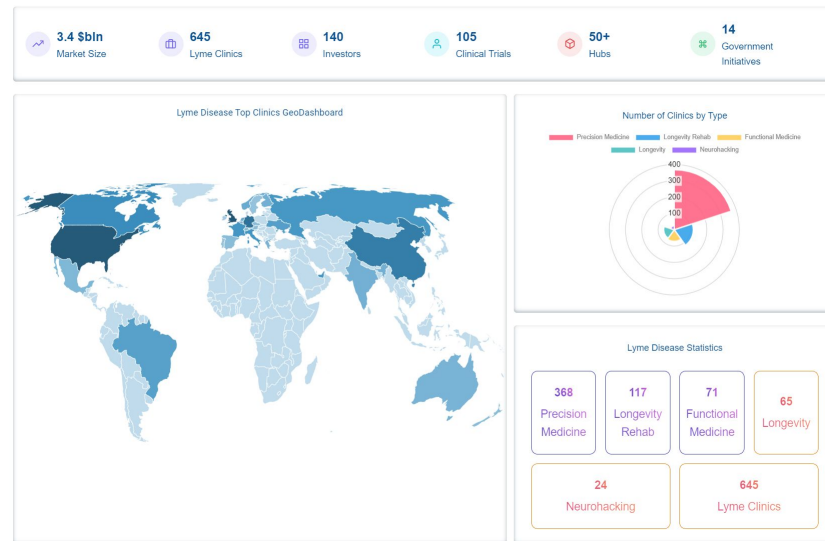 3.4 $bln
Market Size
645
Lyme Clinics
140
Investors
105
Clinical Trials
50+
Hubs
14
Government
Initiatives
Lyme Disease Top Clinics GeoDashboard
Number of Clinics by Type
Precision Medicine
Longevity Rehab
Functional Medicine
Longevity
Neurohacking
400
300
200
100
Lyme Disease Statistics
368
Precision
Medicine
117
Longevity
Rehab
71
Functional
Medicine
65
Longevity
24
Neurohacking
645
Lyme Clinics